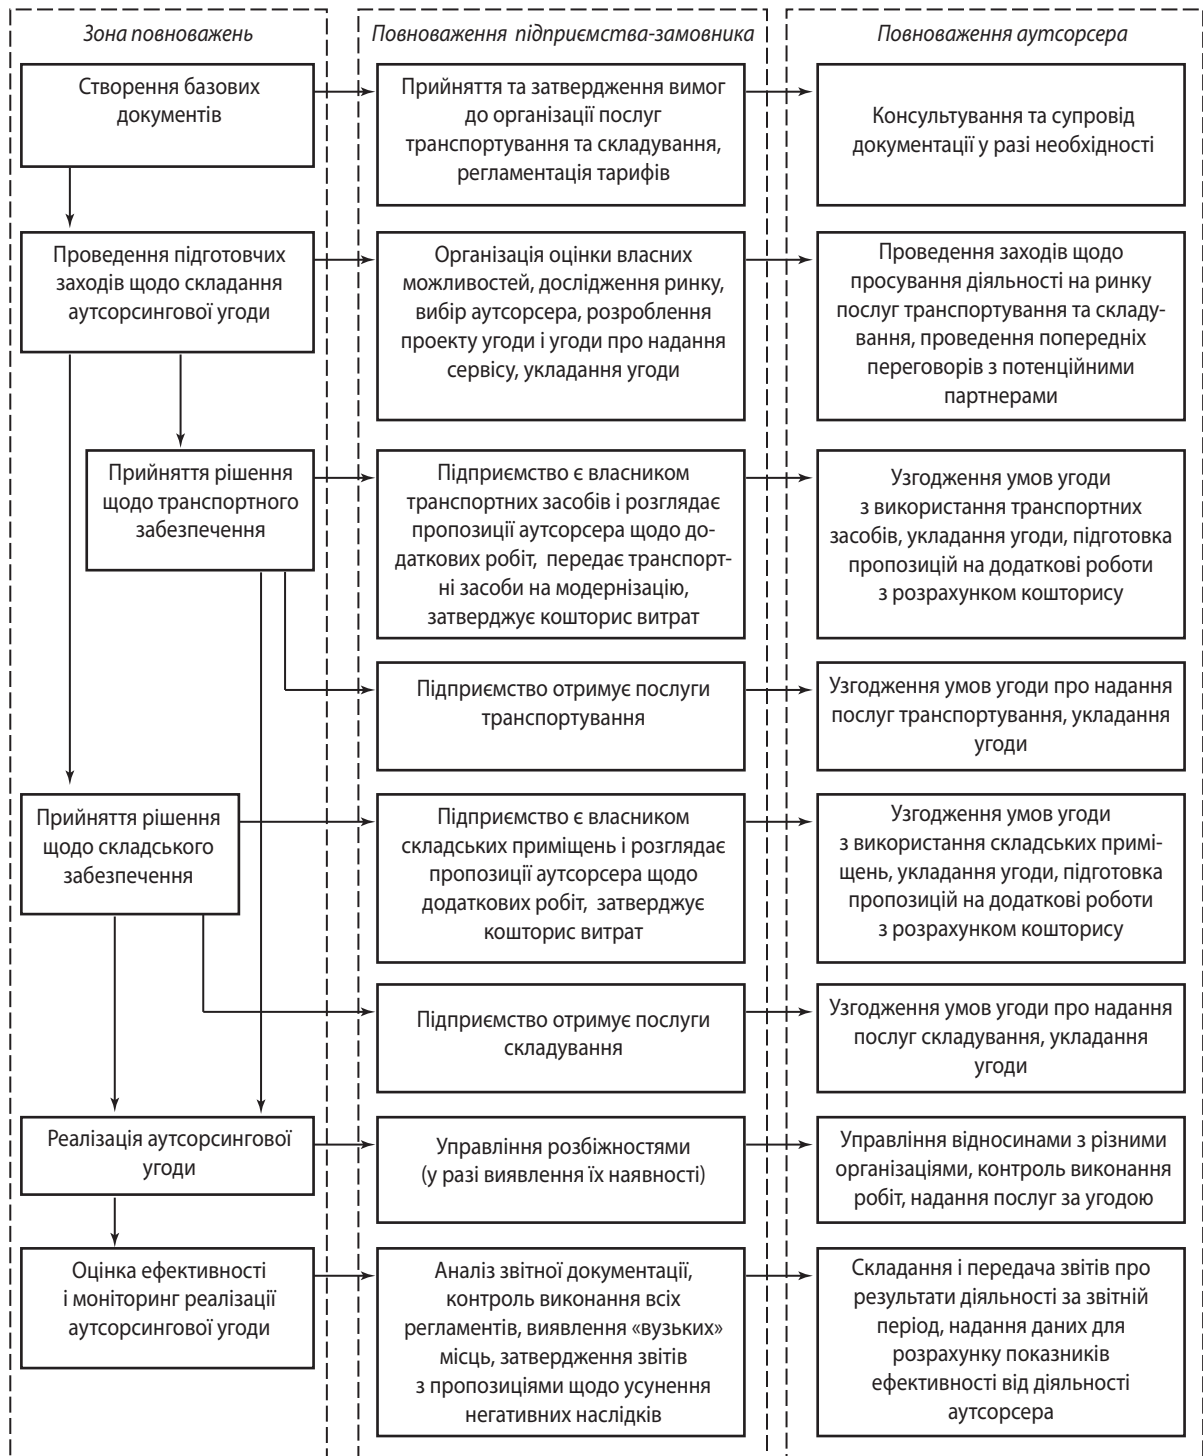 Зона повноважень
Повноваження підприємства-замовника
Повноваження аутсорсера
Створення базових
документів
Прийняття та затвердження вимог
до організації послуг
транспортування та складування,
регламентація тарифів
Консультування та супровід
документації у разі необхідності
Проведення підготовчих
заходів щодо складання
аутсорсингової угоди
Організація оцінки власних
можливостей, дослідження ринку,
вибір аутсорсера, розроблення
проекту угоди і угоди про надання
сервісу, укладання угоди
Проведення заходів щодо
просування діяльності на ринку
послуг транспортування та складу-
вання, проведення попередніх
переговорів з потенційними
партнерами
Прийняття рішення
щодо транспортного
забезпечення
Підприємство є власником
транспортних засобів і розглядає
пропозиції аутсорсера щодо до-
даткових робіт, передає транспорт-
ні засоби на модернізацію,
затверджує кошторис витрат
Узгодження умов угоди
з використання транспортних
засобів, укладання угоди, підготовка
пропозицій на додаткові роботи
з розрахунком кошторису
Підприємство отримує послуги
транспортування
Узгодження умов угоди про надання
послуг транспортування, укладання
угоди
Прийняття рішення
щодо складського
забезпечення
Підприємство є власником
складських приміщень і розглядає
пропозиції аутсорсера щодо
додаткових робіт, затверджує
кошторис витрат
Узгодження умов угоди
з використання складських примі-
щень, укладання угоди, підготовка
пропозицій на додаткові роботи
з розрахунком кошторису
Підприємство отримує послуги
складування
Узгодження умов угоди про надання
послуг складування, укладання
угоди
Реалізація аутсорсингової
угоди
Управління розбіжностями
(у разі виявлення їх наявності)
Управління відносинами з різними
організаціями, контроль виконання
робіт, надання послуг за угодою
Оцінка ефективності
і моніторинг реалізації
аутсорсингової угоди
Аналіз звітної документації,
контроль виконання всіх
регламентів, виявлення «вузьких»
місць, затвердження звітів
з пропозиціями щодо усунення
негативних наслідків
Складання і передача звітів про
результати діяльності за звітній
період, надання даних для
розрахунку показників
ефективності від діяльності
аутсорсера